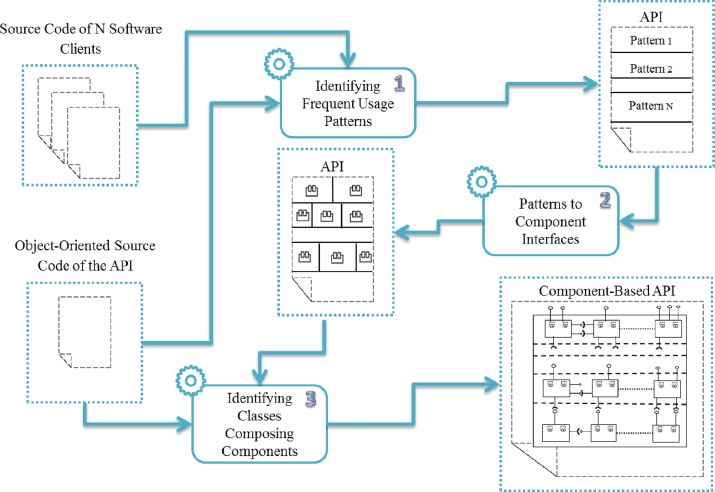 Source Code of N Software
Clients
API
Pattern 1
Pattern 2
Pattern N
Identifying
Frequent Usage
Patterns
1
API
Patterns to
Component
Interfaces
2
Object-Oriented Source
Code of the API
Component-Based API
Identifying
Classes
Composing
Components
3